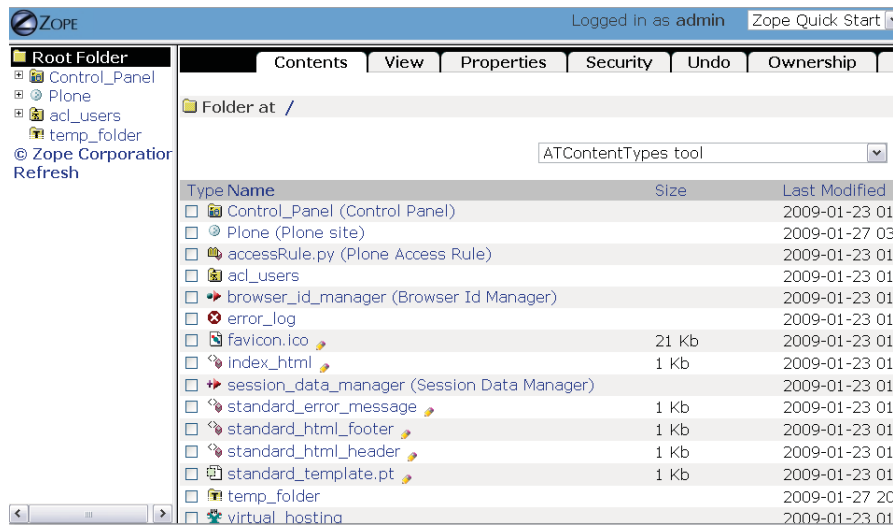 ZOPE
Logged in as admin
Zope Quick Start
Root Folder
Control_Panel
Plone
acl_users
temp_folder
© Zope Corporation
Refresh
Contents View Properties Security Undo Ownership
Folder at /
ATContentTypes tool
Type Name Size Last Modified
Control_Panel (Control Panel) 2009-01-23 01
Plone (Plone site) 2009-01-27 03
accessRule.py (Plone Access Rule) 2009-01-23 01
acl_users 2009-01-23 01
browser_id_manager (Browser Id Manager) 2009-01-23 01
error_log 2009-01-23 01
favicon.ico 21 Kb 2009-01-23 01
index_html 1 Kb 2009-01-23 01
session_data_manager (Session Data Manager) 2009-01-23 01
standard_error_message 1 Kb 2009-01-23 01
standard_html_footer 1 Kb 2009-01-23 01
standard_html_header 1 Kb 2009-01-23 01
standard_template.pt 1 Kb 2009-01-23 01
temp_folder 2009-01-27 20
virtual_hosting 2009-01-23 01